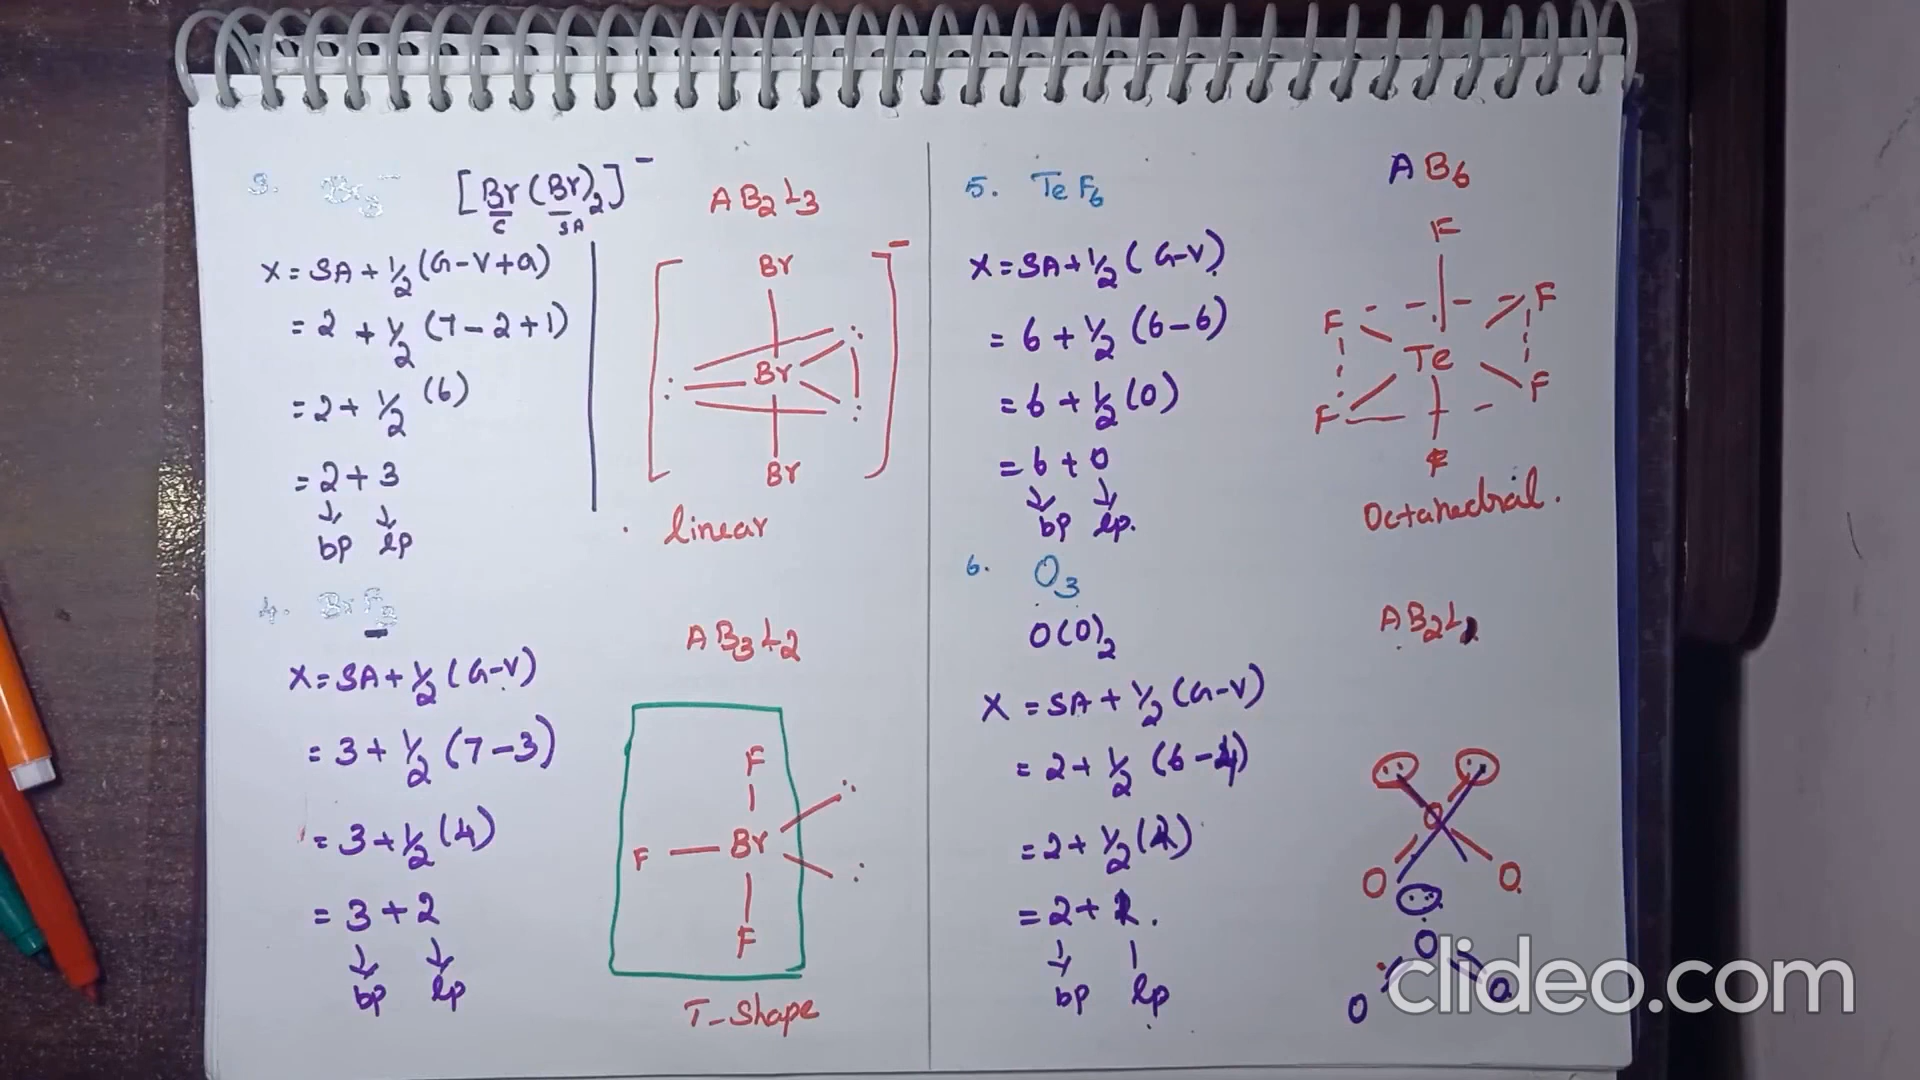 3. Br3⁻ [Br(Br)2]⁻
C SA
X = SA + 1/2 (G-V+a)
= 2 + 1/2 (7-2+1)
= 2 + 1/2 (6)
= 2 + 3
bp lp
AB2L3
Br
Br
Br
linear
4. BrF3
X = SA + 1/2 (G-V)
= 3 + 1/2 (7-3)
= 3 + 1/2 (4)
= 3 + 2
bp lp
AB3L2
F
F Br
F
T-Shape
5. TeF6
X = SA + 1/2 (G-V)
= 6 + 1/2 (6-6)
= 6 + 1/2 (0)
= 6 + 0
bp lp.
AB6
F
F F
Te
F F
F
Octahedral.
6. O3
O(O)2
X = SA + 1/2 (G-V)
= 2 + 1/2 (6-4)
= 2 + 1/2 (2)
= 2 + 1.
bp lp
AB2L
O
O O
O
O O
clideo.com